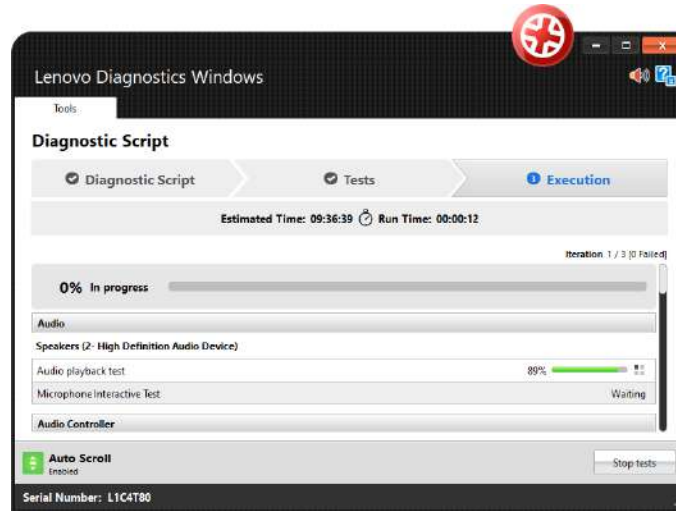 Lenovo Diagnostics Windows
Tools
Diagnostic Script
Diagnostic Script Tests 3 Execution
Estimated Time: 09:36:39 Run Time: 00:00:12
Iteration 1 / 3 [0 Failed]
0% In progress
Audio
Speakers (2- High Definition Audio Device)
Audio playback test 89%
Microphone Interactive Test Waiting
Audio Controller
Auto Scroll
Enabled
Stop tests
Serial Number: L1C4T80